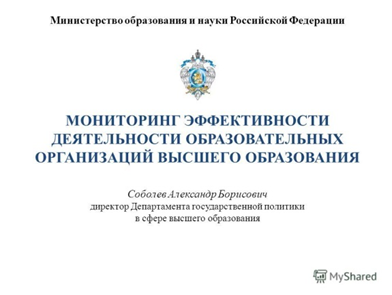 Министерство образования и науки Российской Федерации
МОНИТОРИНГ ЭФФЕКТИВНОСТИ
ДЕЯТЕЛЬНОСТИ ОБРАЗОВАТЕЛЬНЫХ
ОРГАНИЗАЦИЙ ВЫСШЕГО ОБРАЗОВАНИЯ
Соболев Александр Борисович
директор Департамента государственной политики
в сфере высшего образования
MyShared